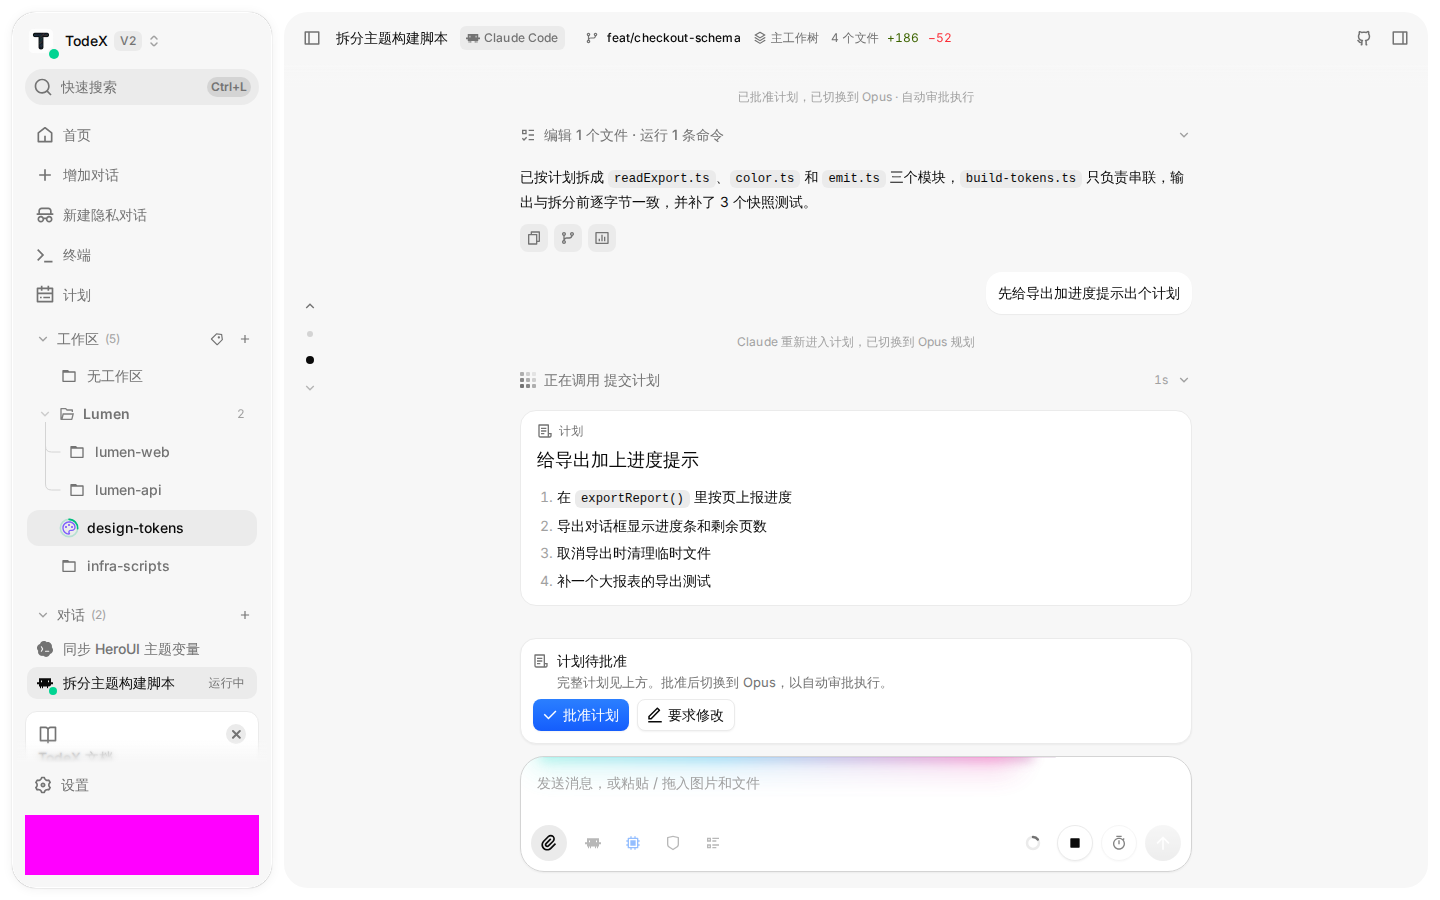 TodeX V2
快速搜索 Ctrl+L
首页
增加对话
新建隐私对话
终端
计划
工作区 (5)
无工作区
Lumen 2
lumen-web
lumen-api
design-tokens
infra-scripts
对话 (2)
同步 HeroUI 主题变量
拆分主题构建脚本 运行中
TodeX 文档
设置
拆分主题构建脚本 Claude Code feat/checkout-schema 主工作树 4 个文件 +186 −52
已批准计划，已切换到 Opus · 自动审批执行
编辑 1 个文件 · 运行 1 条命令
已按计划拆成 readExport.ts、color.ts 和 emit.ts 三个模块，build-tokens.ts 只负责串联，输
出与拆分前逐字节一致，并补了 3 个快照测试。
先给导出加进度提示出个计划
Claude 重新进入计划，已切换到 Opus 规划
正在调用 提交计划 1s
计划
给导出加上进度提示
1. 在 exportReport() 里按页上报进度
2. 导出对话框显示进度条和剩余页数
3. 取消导出时清理临时文件
4. 补一个大报表的导出测试
计划待批准
完整计划见上方。批准后切换到 Opus，以自动审批执行。
批准计划 要求修改
发送消息，或粘贴 / 拖入图片和文件